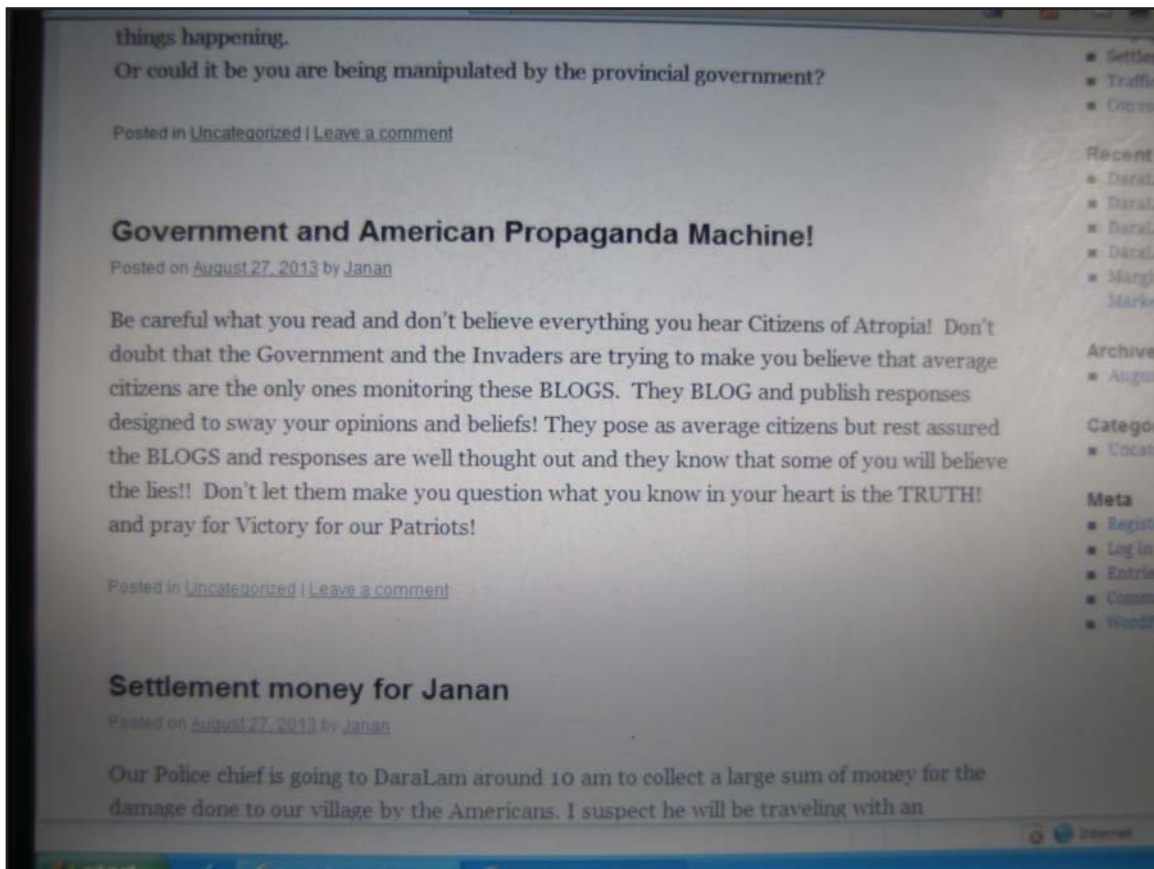 things happening.
Or could it be you are being manipulated by the provincial government?
Posted in Uncategorized | Leave a comment
Government and American Propaganda Machine!
Posted on August 27, 2013 by Janan
Be careful what you read and don't believe everything you hear Citizens of Atropia!  Don't
doubt that the Government and the Invaders are trying to make you believe that average
citizens are the only ones monitoring these BLOGS.  They BLOG and publish responses
designed to sway your opinions and beliefs! They pose as average citizens but rest assured
the BLOGS and responses are well thought out and they know that some of you will believe
the lies!!  Don't let them make you question what you know in your heart is the TRUTH!
and pray for Victory for our Patriots!
Posted in Uncategorized | Leave a comment
Settlement money for Janan
Posted on August 27, 2013 by Janan
Our Police chief is going to DaraLam around 10 am to collect a large sum of money for the
damage done to our village by the Americans. I suspect he will be traveling with an
Recent
Meta
Log in
Internet